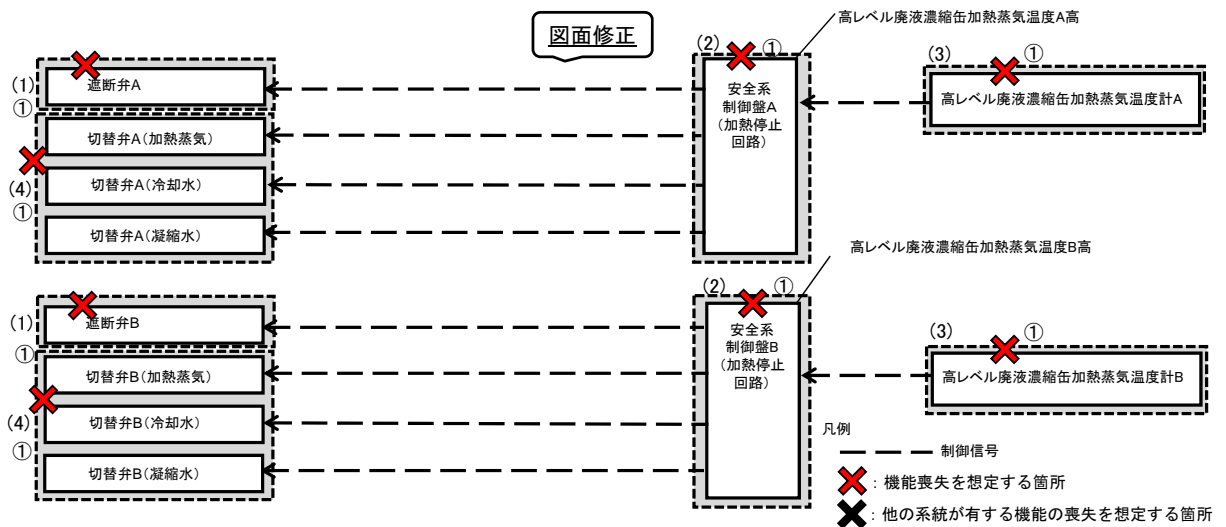 図面修正
高レベル廃液濃縮缶加熱蒸気温度A高
(1)
①
遮断弁A
切替弁A(加熱蒸気)
(4)
①
切替弁A(冷却水)
切替弁A(凝縮水)
(2)
①
安全系
制御盤A
(加熱停止
回路)
(3)
①
高レベル廃液濃縮缶加熱蒸気温度計A
高レベル廃液濃縮缶加熱蒸気温度B高
(1)
①
遮断弁B
切替弁B(加熱蒸気)
(4)
①
切替弁B(冷却水)
切替弁B(凝縮水)
(2)
①
安全系
制御盤B
(加熱停止
回路)
(3)
①
高レベル廃液濃縮缶加熱蒸気温度計B
凡例
制御信号
：機能喪失を想定する箇所
：他の系統が有する機能の喪失を想定する箇所